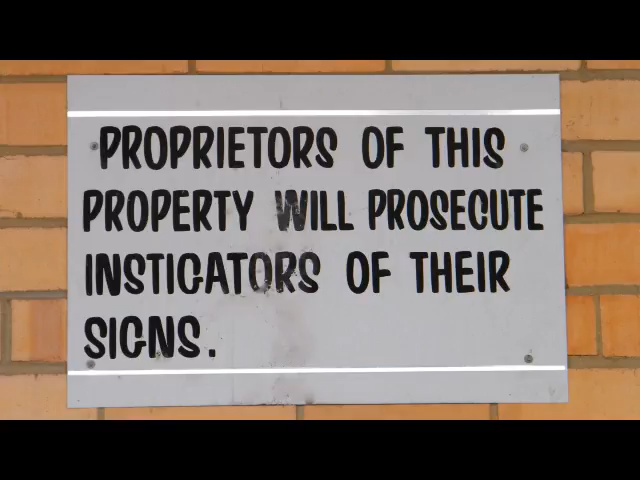 PROPRIETORS OF THIS
PROPERTY WILL PROSECUTE
INSTIGATORS OF THEIR
SIGNS.